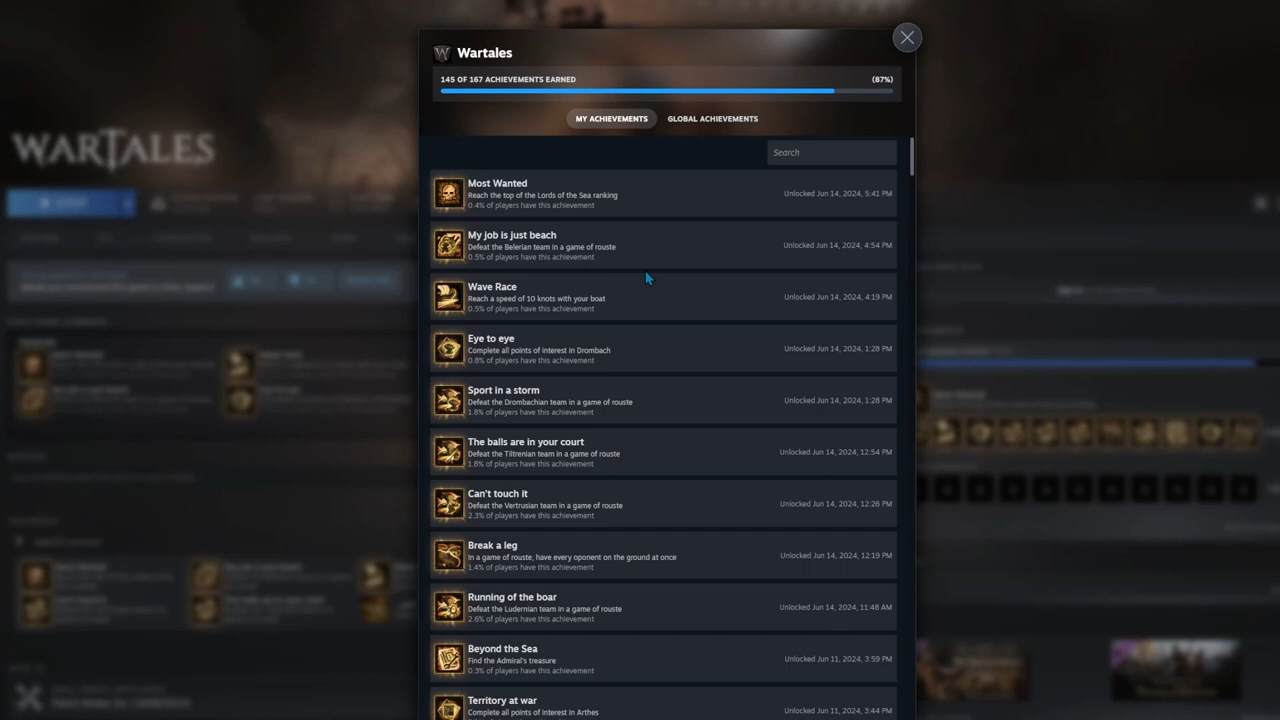 Wartales
145 OF 167 ACHIEVEMENTS EARNED (87%)
MY ACHIEVEMENTS GLOBAL ACHIEVEMENTS
Search
Most Wanted
Reach the top of the Lords of the Sea ranking
0.4% of players have this achievement
Unlocked Jun 14, 2024, 5:41 PM
My job is just beach
Defeat the Belerian team in a game of rouste
0.5% of players have this achievement
Unlocked Jun 14, 2024, 4:54 PM
Wave Race
Reach a speed of 10 knots with your boat
0.5% of players have this achievement
Unlocked Jun 14, 2024, 4:19 PM
Eye to eye
Complete all points of interest in Drombach
0.8% of players have this achievement
Unlocked Jun 14, 2024, 1:28 PM
Sport in a storm
Defeat the Drombachian team in a game of rouste
1.8% of players have this achievement
Unlocked Jun 14, 2024, 1:28 PM
The balls are in your court
Defeat the Tiltrenian team in a game of rouste
1.8% of players have this achievement
Unlocked Jun 14, 2024, 12:54 PM
Can't touch it
Defeat the Vertrusian team in a game of rouste
2.3% of players have this achievement
Unlocked Jun 14, 2024, 12:26 PM
Break a leg
In a game of rouste, have every oponent on the ground at once
1.4% of players have this achievement
Unlocked Jun 14, 2024, 12:19 PM
Running of the boar
Defeat the Ludernian team in a game of rouste
2.6% of players have this achievement
Unlocked Jun 14, 2024, 11:48 AM
Beyond the Sea
Find the Admiral's treasure
0.3% of players have this achievement
Unlocked Jun 11, 2024, 3:59 PM
Territory at war
Complete all points of interest in Arthes
Unlocked Jun 11, 2024, 3:44 PM
WARTALES
STOP